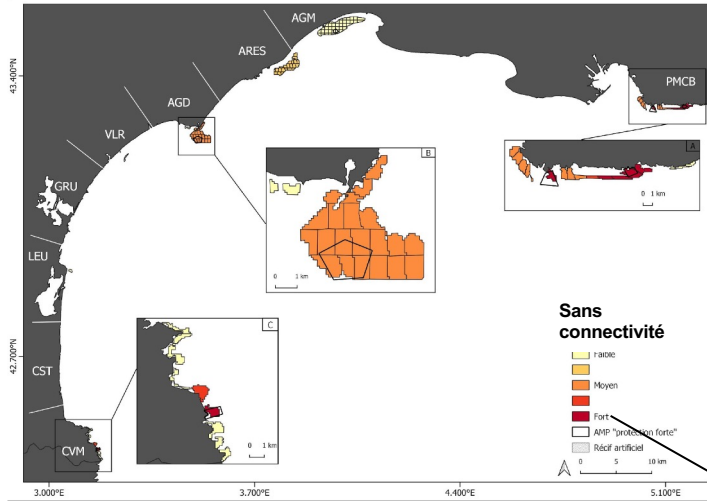 AGM
ARES
43.400°N
AGD
PMCB
VLR
A
0 1 km
B
GRU
0 1 km
LEU
Sans
connectivité
C
42.700°N
Faible
CST
Moyen
Fort
0 1 km
AMP "protection forte"
CVM
Récif artificiel
0 5 10 km
3.000°E 3.700°E 4.400°E 5.100°E